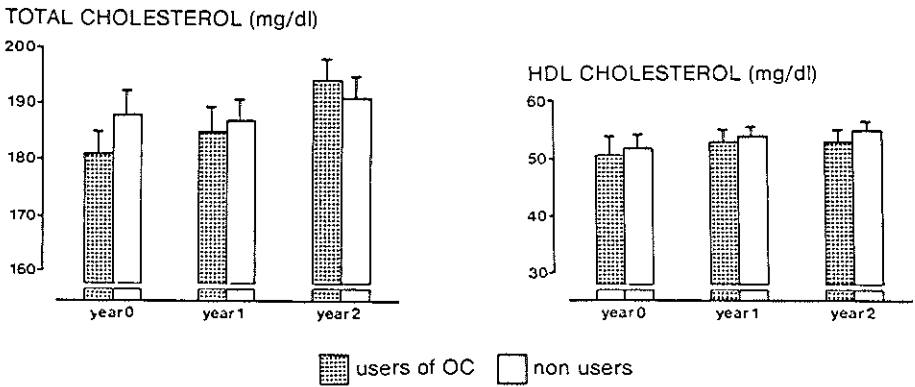 TOTAL CHOLESTEROL (mg/dl)
200
190
180
170
160
year 0
year 1
year 2
HDL CHOLESTEROL (mg/dl)
60
50
40
30
year 0
year 1
year 2
users of OC
non users